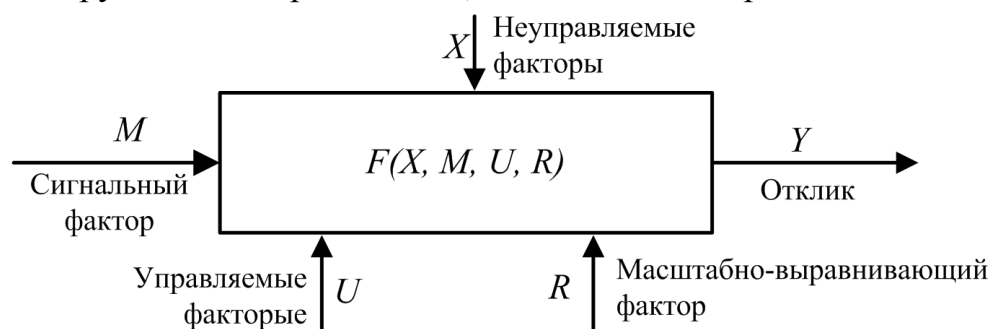 X
Неуправляемые
факторы
M
Сигнальный
фактор
F(X, M, U, R)
Y
Отклик
Управляемые
факторые
U
R
Масштабно-выравнивающий
фактор